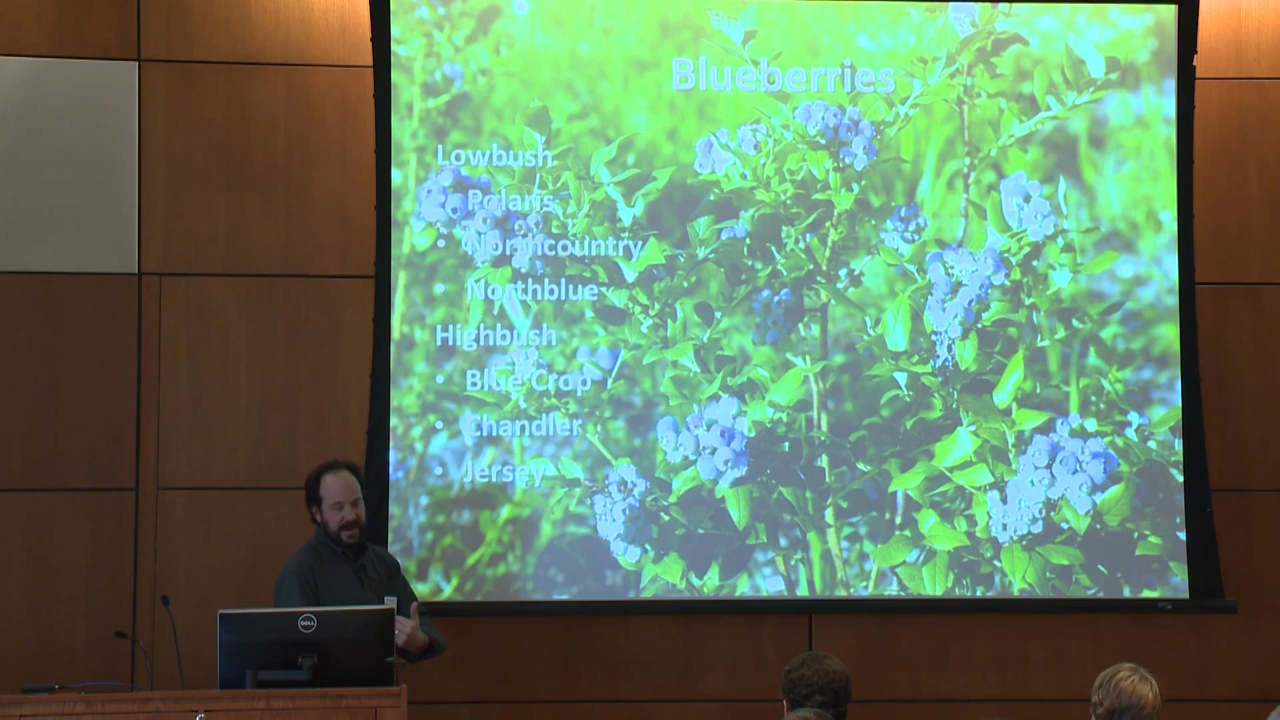 Blueberries
Lowbush
• Polaris
• Northcountry
• Northblue
Highbush
• Blue Crop
• Chandler
• Jersey
DELL